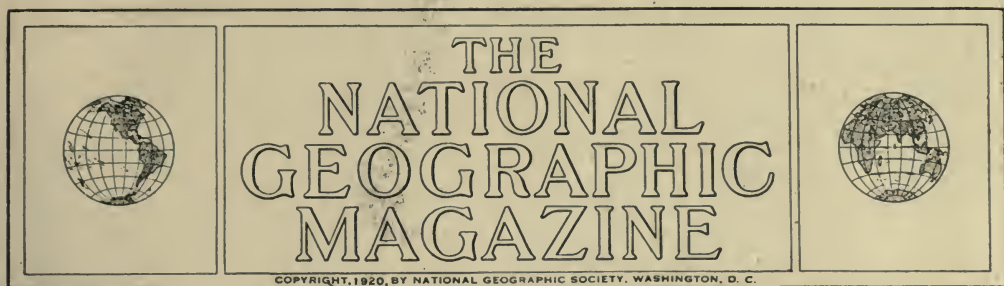 THE
NATIONAL
GEOGRAPHIC
MAGAZINE
COPYRIGHT, 1920, BY NATIONAL GEOGRAPHIC SOCIETY, WASHINGTON, D. C.